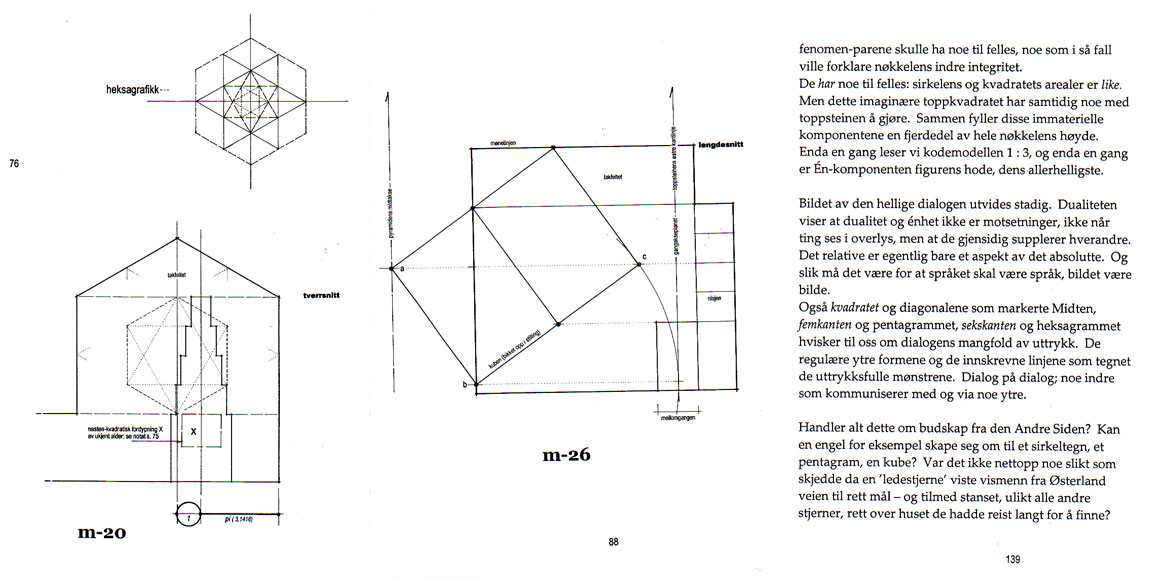 heksagrafikk
76
takfeltet
tverrsnitt
nesten-kvadratisk fordypning X
av ukjent alder; se notat s. 75
X
1
pi ( 3,1416)
m-20
mønelinjen
lengdesnitt
takfeltet
pyramidens midtakse -
toppsteinens østre kantlinje
gangakseplanet -
a
c
nisjen
kuben (bikket opp i stilling)
b
mellomgangen
m-26
88
fenomen-parene skulle ha noe til felles, noe som i så fall
ville forklare nøkkelens indre integritet.
De har noe til felles: sirkelens og kvadratets arealer er like.
Men dette imaginære toppkvadratet har samtidig noe med
toppsteinen å gjøre. Sammen fyller disse immaterielle
komponentene en fjerdedel av hele nøkkelens høyde.
Enda en gang leser vi kodemodellen 1 : 3, og enda en gang
er Én-komponenten figurens hode, dens allerhelligste.
Bildet av den hellige dialogen utvides stadig. Dualiteten
viser at dualitet og énhet ikke er motsetninger, ikke når
ting ses i overlys, men at de gjensidig supplerer hverandre.
Det relative er egentlig bare et aspekt av det absolutte. Og
slik må det være for at språket skal være språk, bildet være
bilde.
Også kvadratet og diagonalene som markerte Midten,
femkanten og pentagrammet, sekskanten og heksagrammet
hvisker til oss om dialogens mangfold av uttrykk. De
regulære ytre formene og de innskrevne linjene som tegnet
de uttrykksfulle mønstrene. Dialog på dialog; noe indre
som kommuniserer med og via noe ytre.
Handler alt dette om budskap fra den Andre Siden? Kan
en engel for eksempel skape seg om til et sirkeltegn, et
pentagram, en kube? Var det ikke nettopp noe slikt som
skjedde da en 'ledestjerne' viste vismenn fra Østerland
veien til rett mål – og tilmed stanset, ulikt alle andre
stjerner, rett over huset de hadde reist langt for å finne?
139